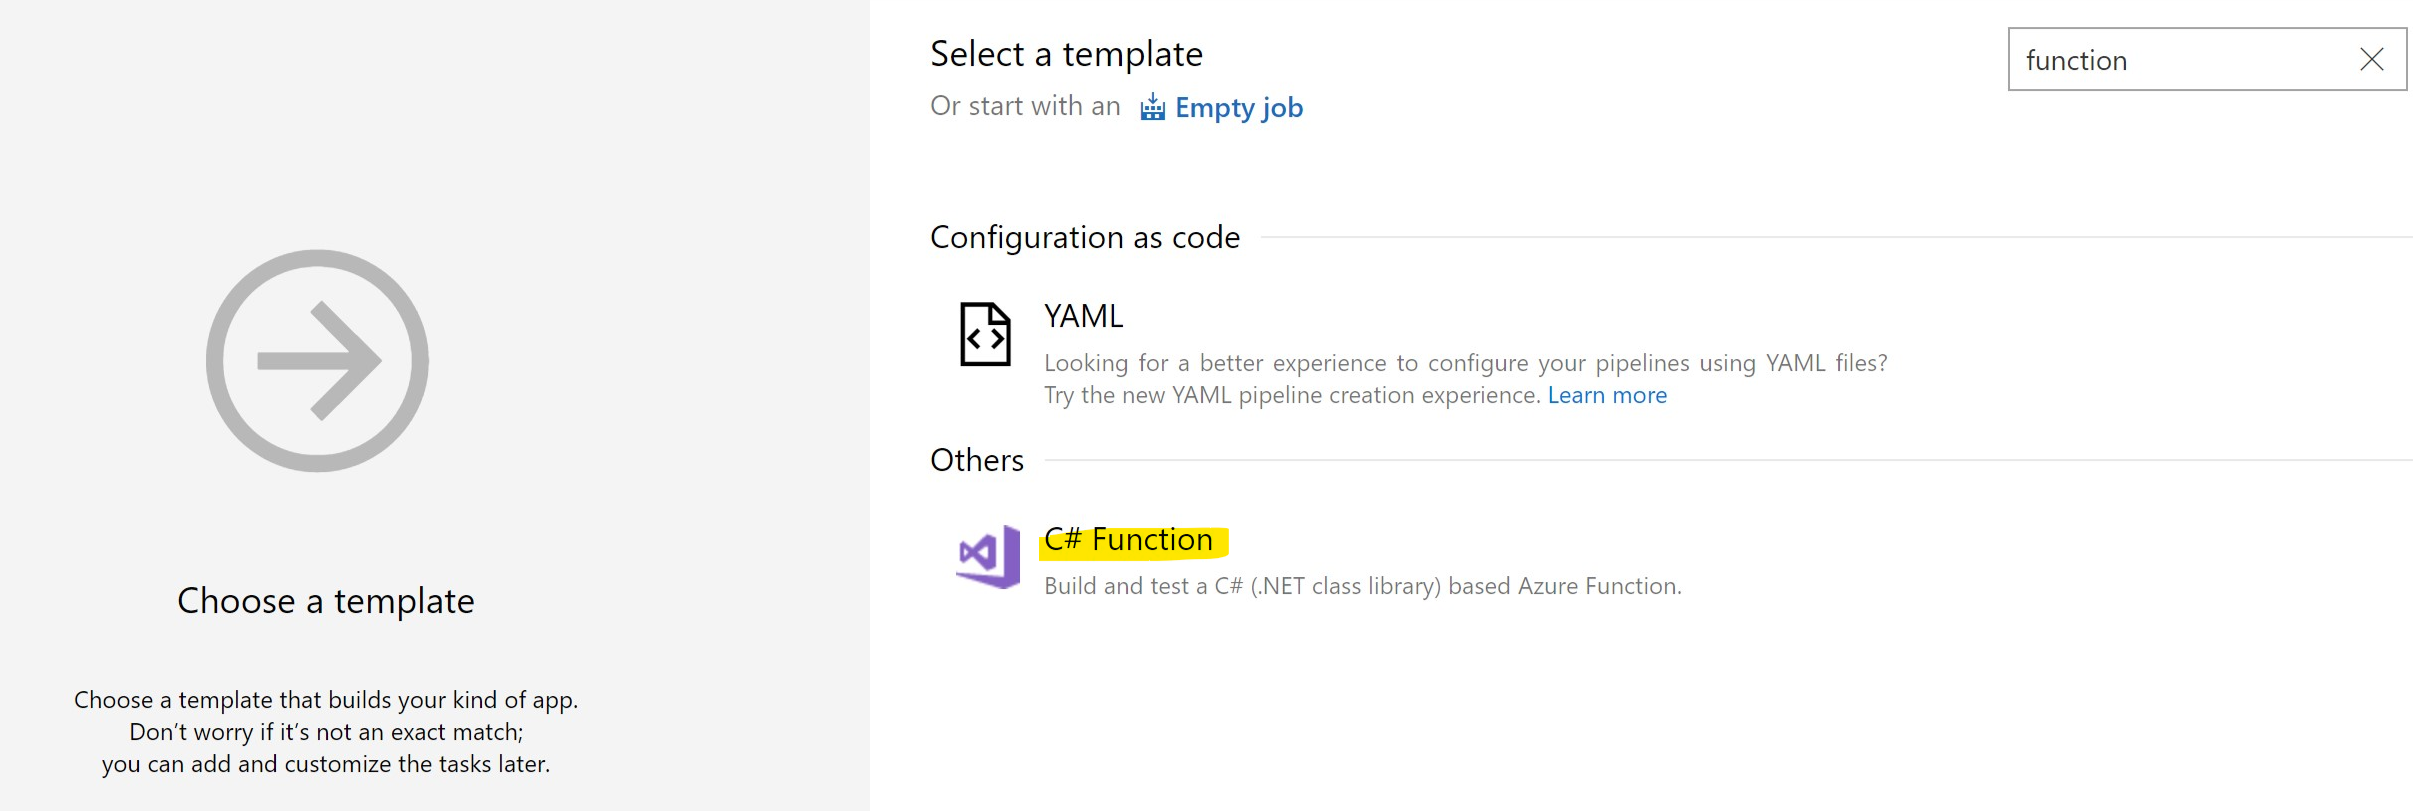 Select a template
Or start with an Empty job
function
Configuration as code
YAML
Looking for a better experience to configure your pipelines using YAML files?
Try the new YAML pipeline creation experience. Learn more
Others
C# Function
Build and test a C# (.NET class library) based Azure Function.
Choose a template
Choose a template that builds your kind of app.
Don’t worry if it’s not an exact match;
you can add and customize the tasks later.